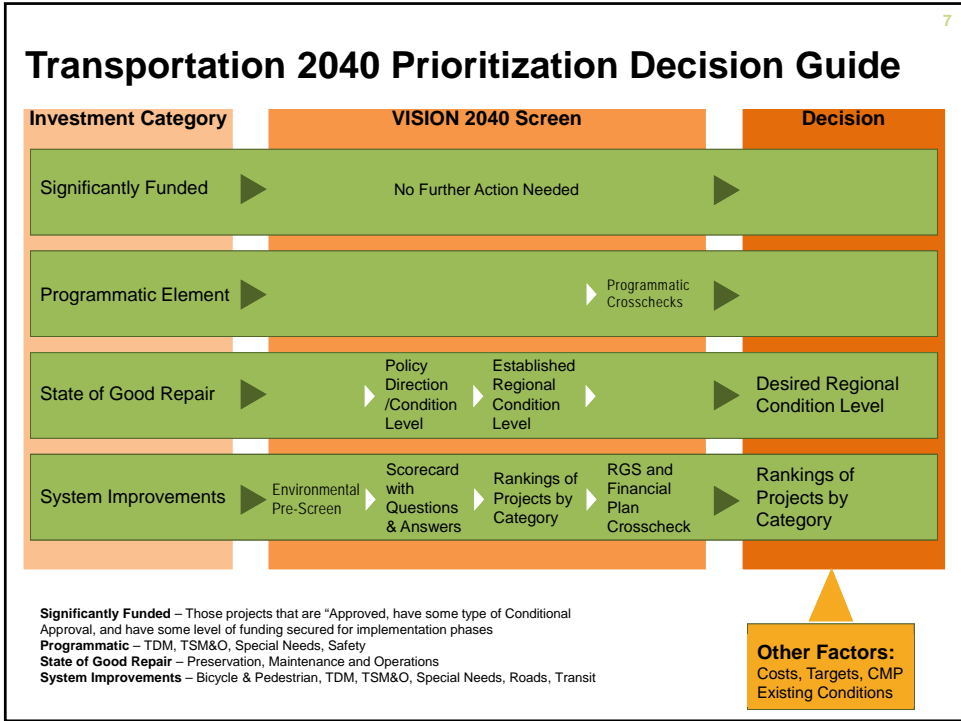 7
Transportation 2040 Prioritization Decision Guide
Investment Category
VISION 2040 Screen
Decision
Significantly Funded
No Further Action Needed
Programmatic Element
Programmatic
Crosschecks
State of Good Repair
Policy
Direction
/Condition
Level
Established
Regional
Condition
Level
Desired Regional
Condition Level
System Improvements
Environmental
Pre-Screen
Scorecard
with
Questions
& Answers
Rankings of
Projects by
Category
RGS and
Financial
Plan
Crosscheck
Rankings of
Projects by
Category
Significantly Funded – Those projects that are “Approved, have some type of Conditional
Approval, and have some level of funding secured for implementation phases
Programmatic – TDM, TSM&O, Special Needs, Safety
State of Good Repair – Preservation, Maintenance and Operations
System Improvements – Bicycle & Pedestrian, TDM, TSM&O, Special Needs, Roads, Transit
Other Factors:
Costs, Targets, CMP
Existing Conditions